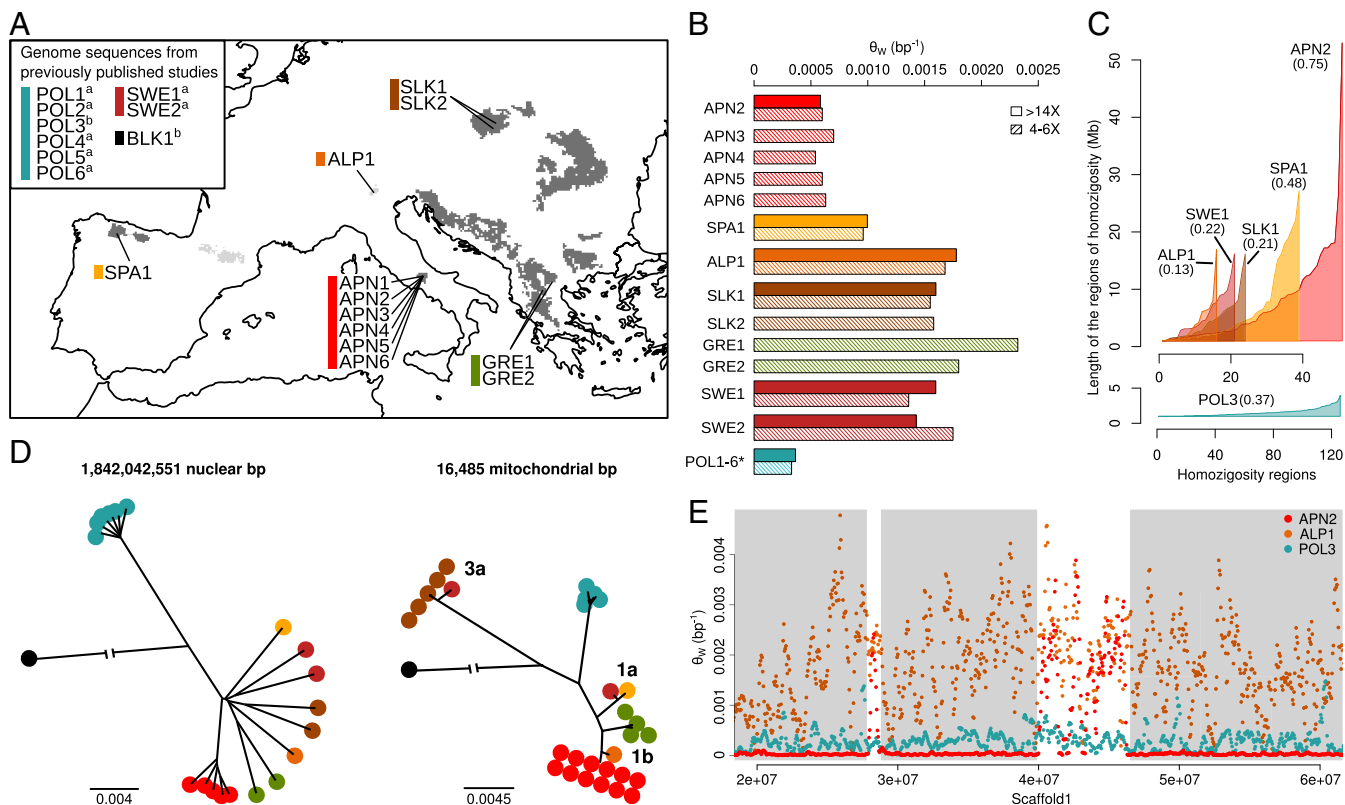 A
Genome sequences from
previously published studies
POL1a
POL2a
POL3b
POL4a
POL5a
POL6a
SWE1a
SWE2a
BLK1b
SLK1
SLK2
ALP1
SPA1
APN1
APN2
APN3
APN4
APN5
APN6
GRE1
GRE2
B
θW (bp-1)
0 0.0005 0.0010 0.0015 0.0020 0.0025
>14X
4-6X
APN2
APN3
APN4
APN5
APN6
SPA1
ALP1
SLK1
SLK2
GRE1
GRE2
SWE1
SWE2
POL1-6*
C
Length of the regions of homozigosity (Mb)
50
40
30
20
10
0
APN2
(0.75)
SPA1
(0.48)
SWE1
(0.22)
SLK1
(0.21)
ALP1
(0.13)
0 20 40
5
0
POL3(0.37)
0 40 80 120
Homozigosity regions
D
1,842,042,551 nuclear bp
0.004
16,485 mitochondrial bp
3a
1a
1b
0.0045
E
θW (bp-1)
0.004
0.003
0.002
0.001
0
APN2
ALP1
POL3
2e+07 3e+07 4e+07 5e+07 6e+07
Scaffold1